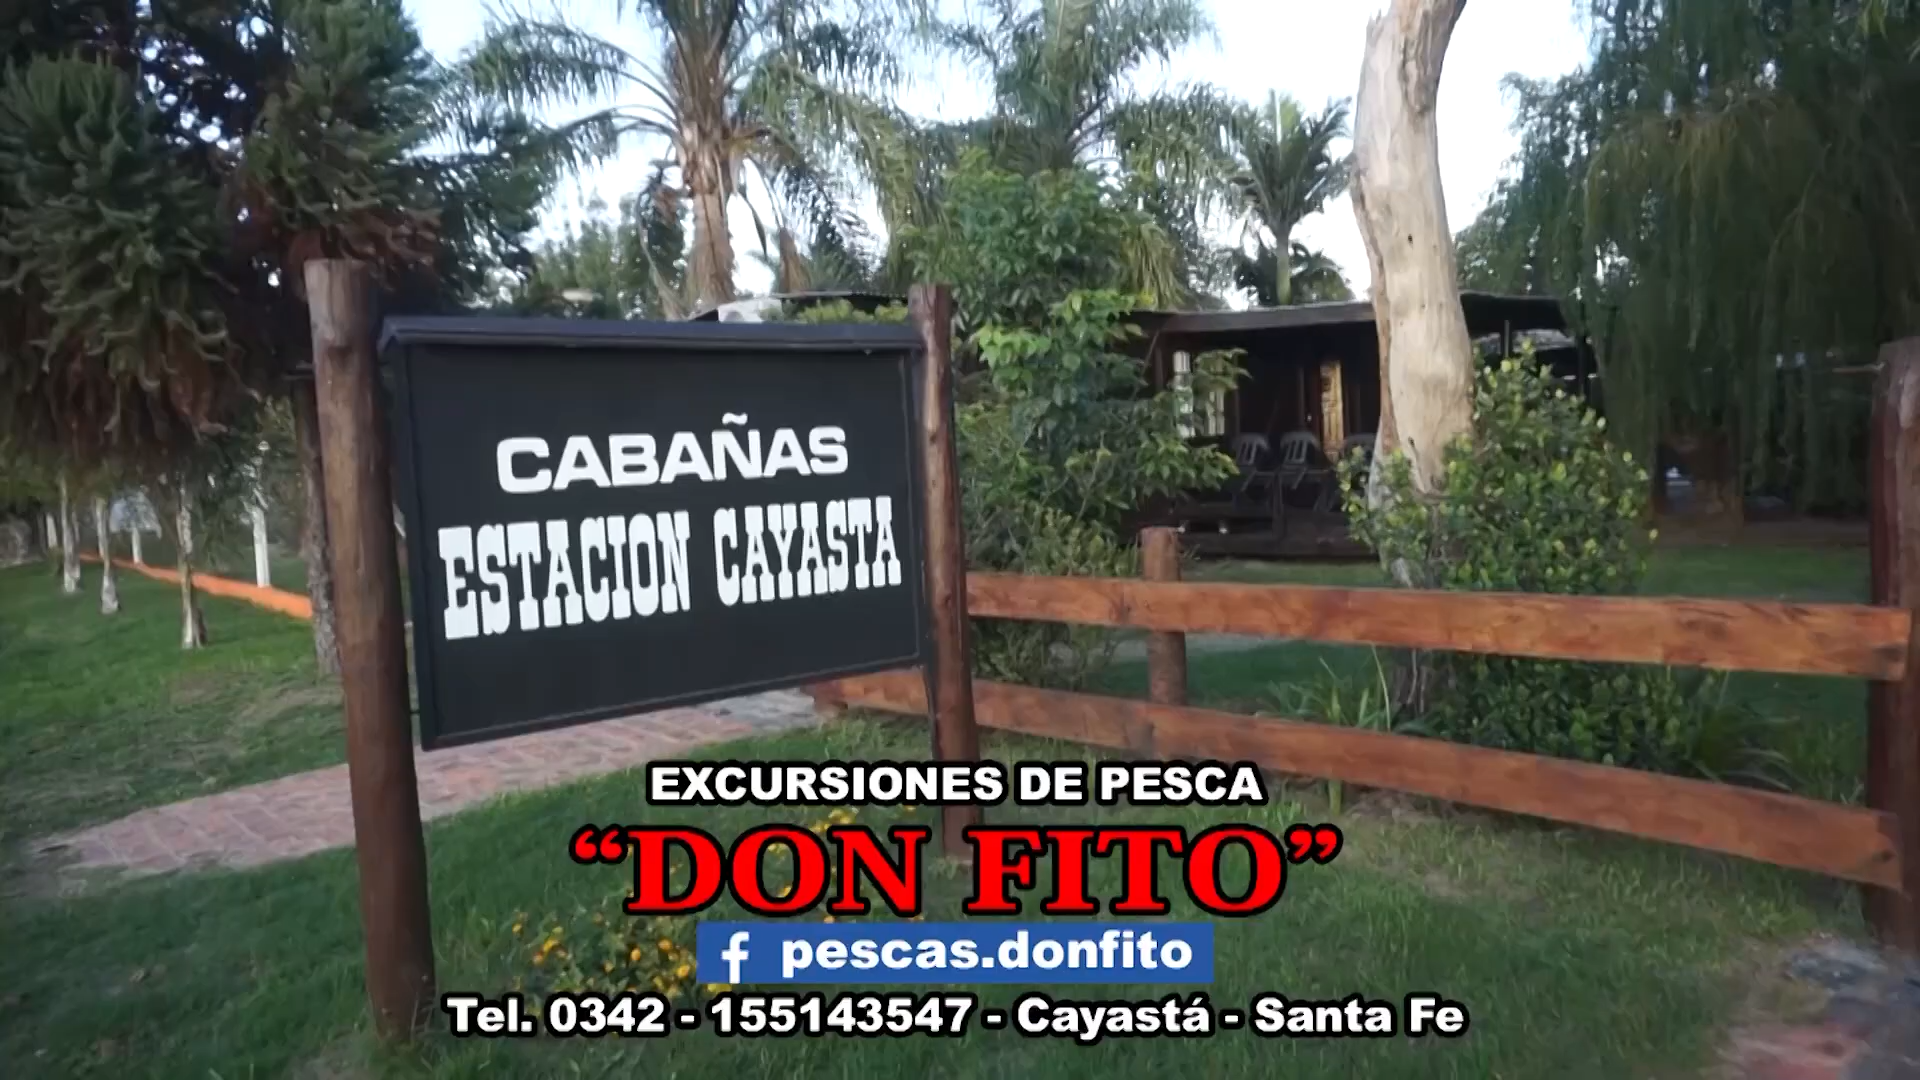 CABAÑAS
ESTACION CAYASTA
EXCURSIONES DE PESCA
“DON FITO”
f pescas.donfito
Tel. 0342 - 155143547 - Cayastá - Santa Fe